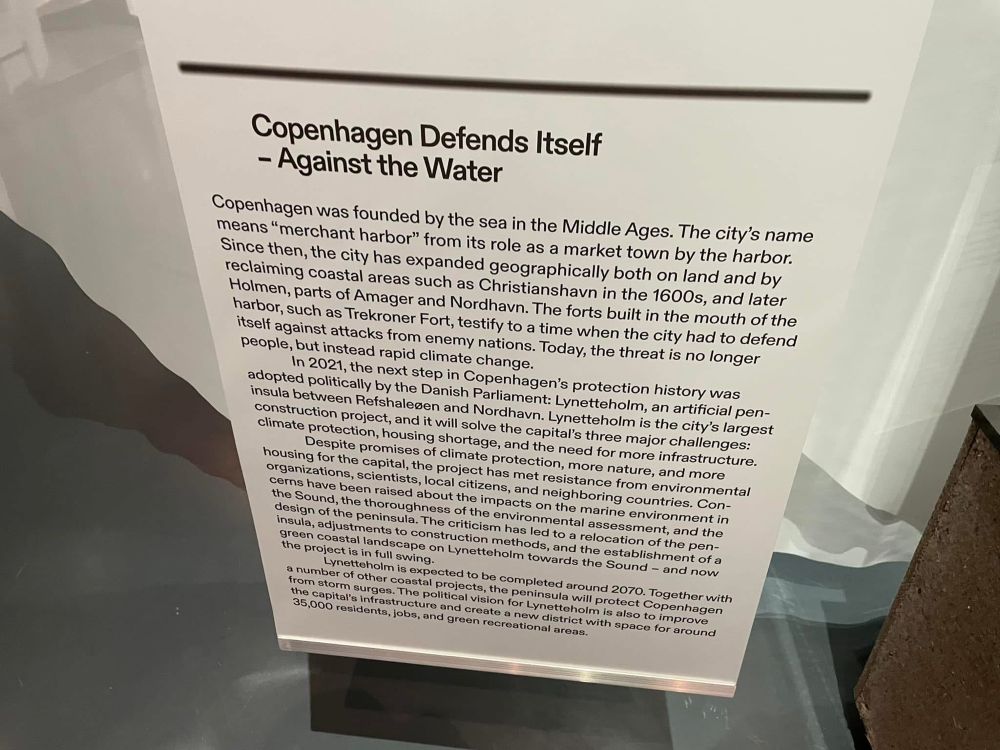 Copenhagen Defends Itself
– Against the Water
Copenhagen was founded by the sea in the Middle Ages. The city's name
means “merchant harbor” from its role as a market town by the harbor.
Since then, the city has expanded geographically both on land and by
reclaiming coastal areas such as Christianshavn in the 1600s, and later
Holmen, parts of Amager and Nordhavn. The forts built in the mouth of the
harbor, such as Trekroner Fort, testify to a time when the city had to defend
itself against attacks from enemy nations. Today, the threat is no longer
people, but instead rapid climate change.
In 2021, the next step in Copenhagen's protection history was
adopted politically by the Danish Parliament: Lynetteholm, an artificial pen-
insula between Refshaleøen and Nordhavn. Lynetteholm is the city's largest
construction project, and it will solve the capital's three major challenges:
climate protection, housing shortage, and the need for more infrastructure.
Despite promises of climate protection, more nature, and more
housing for the capital, the project has met resistance from environmental
organizations, scientists, local citizens, and neighboring countries. Con-
cerns have been raised about the impacts on the marine environment in
the Sound, the thoroughness of the environmental assessment, and the
design of the peninsula. The criticism has led to a relocation of the pen-
insula, adjustments to construction methods, and the establishment of a
green coastal landscape on Lynetteholm towards the Sound – and now
the project is in full swing.
Lynetteholm is expected to be completed around 2070. Together with
a number of other coastal projects, the peninsula will protect Copenhagen
from storm surges. The political vision for Lynetteholm is also to improve
the capital's infrastructure and create a new district with space for around
35,000 residents, jobs, and green recreational areas.